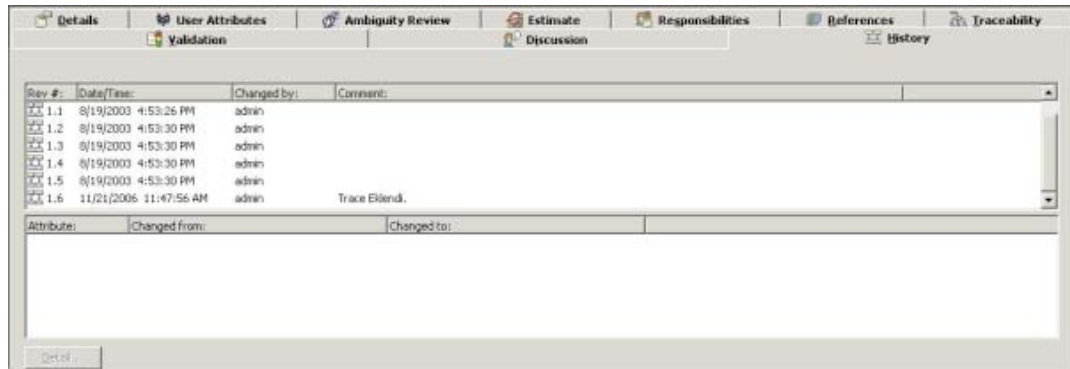 Details User Attributes Ambiguity Review Estimate Responsibilities References Traceability
Validation Discussion History
Rev #: Date/Time: Changed by: Comment:
1.1 8/19/2003 4:53:26 PM admin
1.2 8/19/2003 4:53:30 PM admin
1.3 8/19/2003 4:53:30 PM admin
1.4 8/19/2003 4:53:30 PM admin
1.5 8/19/2003 4:53:30 PM admin
1.6 11/21/2006 11:47:56 AM admin Trace Eklendi.
Attribute: Changed from: Changed to:
Detail...